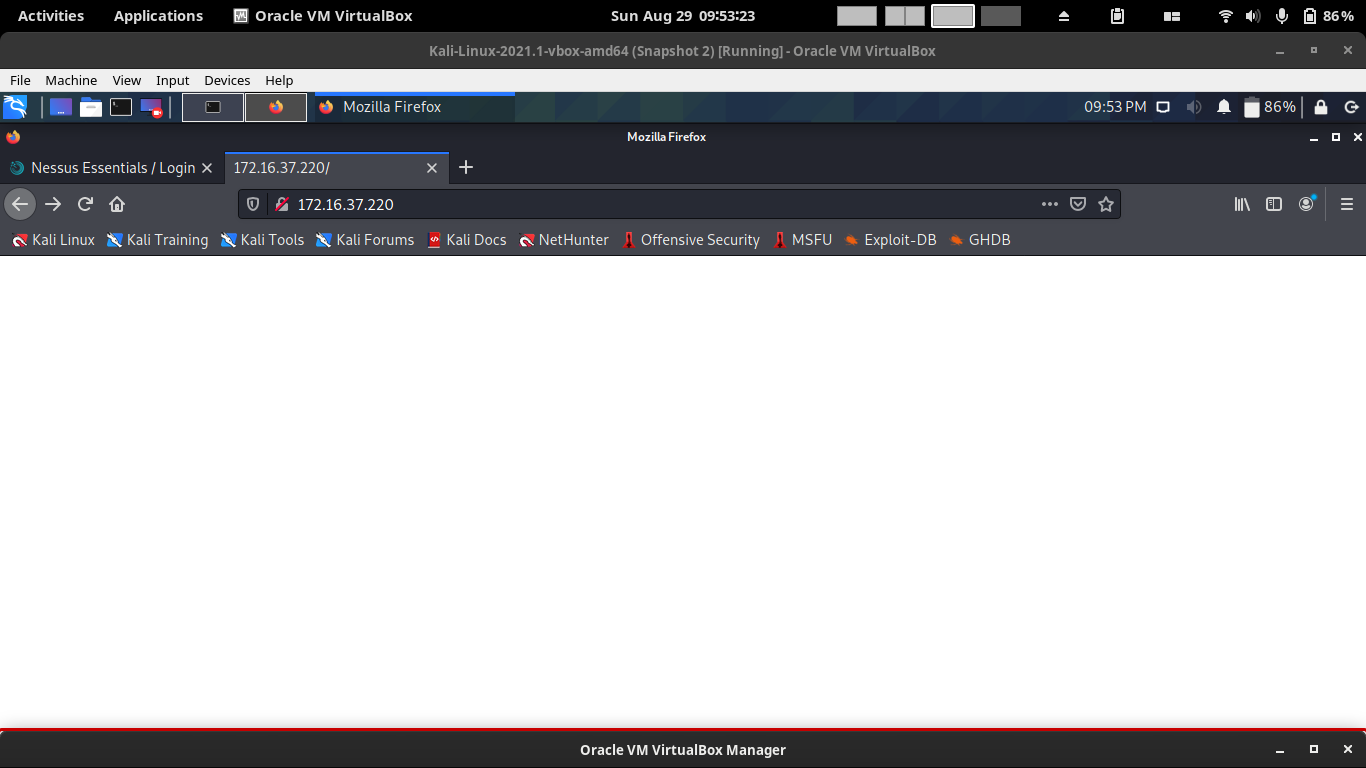 Activities Applications Oracle VM VirtualBox Sun Aug 29 09:53:23 86%
Kali-Linux-2021.1-vbox-amd64 (Snapshot 2) [Running] - Oracle VM VirtualBox
File Machine View Input Devices Help
Mozilla Firefox 09:53 PM 86%
Mozilla Firefox
Nessus Essentials / Login 172.16.37.220/
172.16.37.220
Kali Linux Kali Training Kali Tools Kali Forums Kali Docs NetHunter Offensive Security MSFU Exploit-DB GHDB
Oracle VM VirtualBox Manager